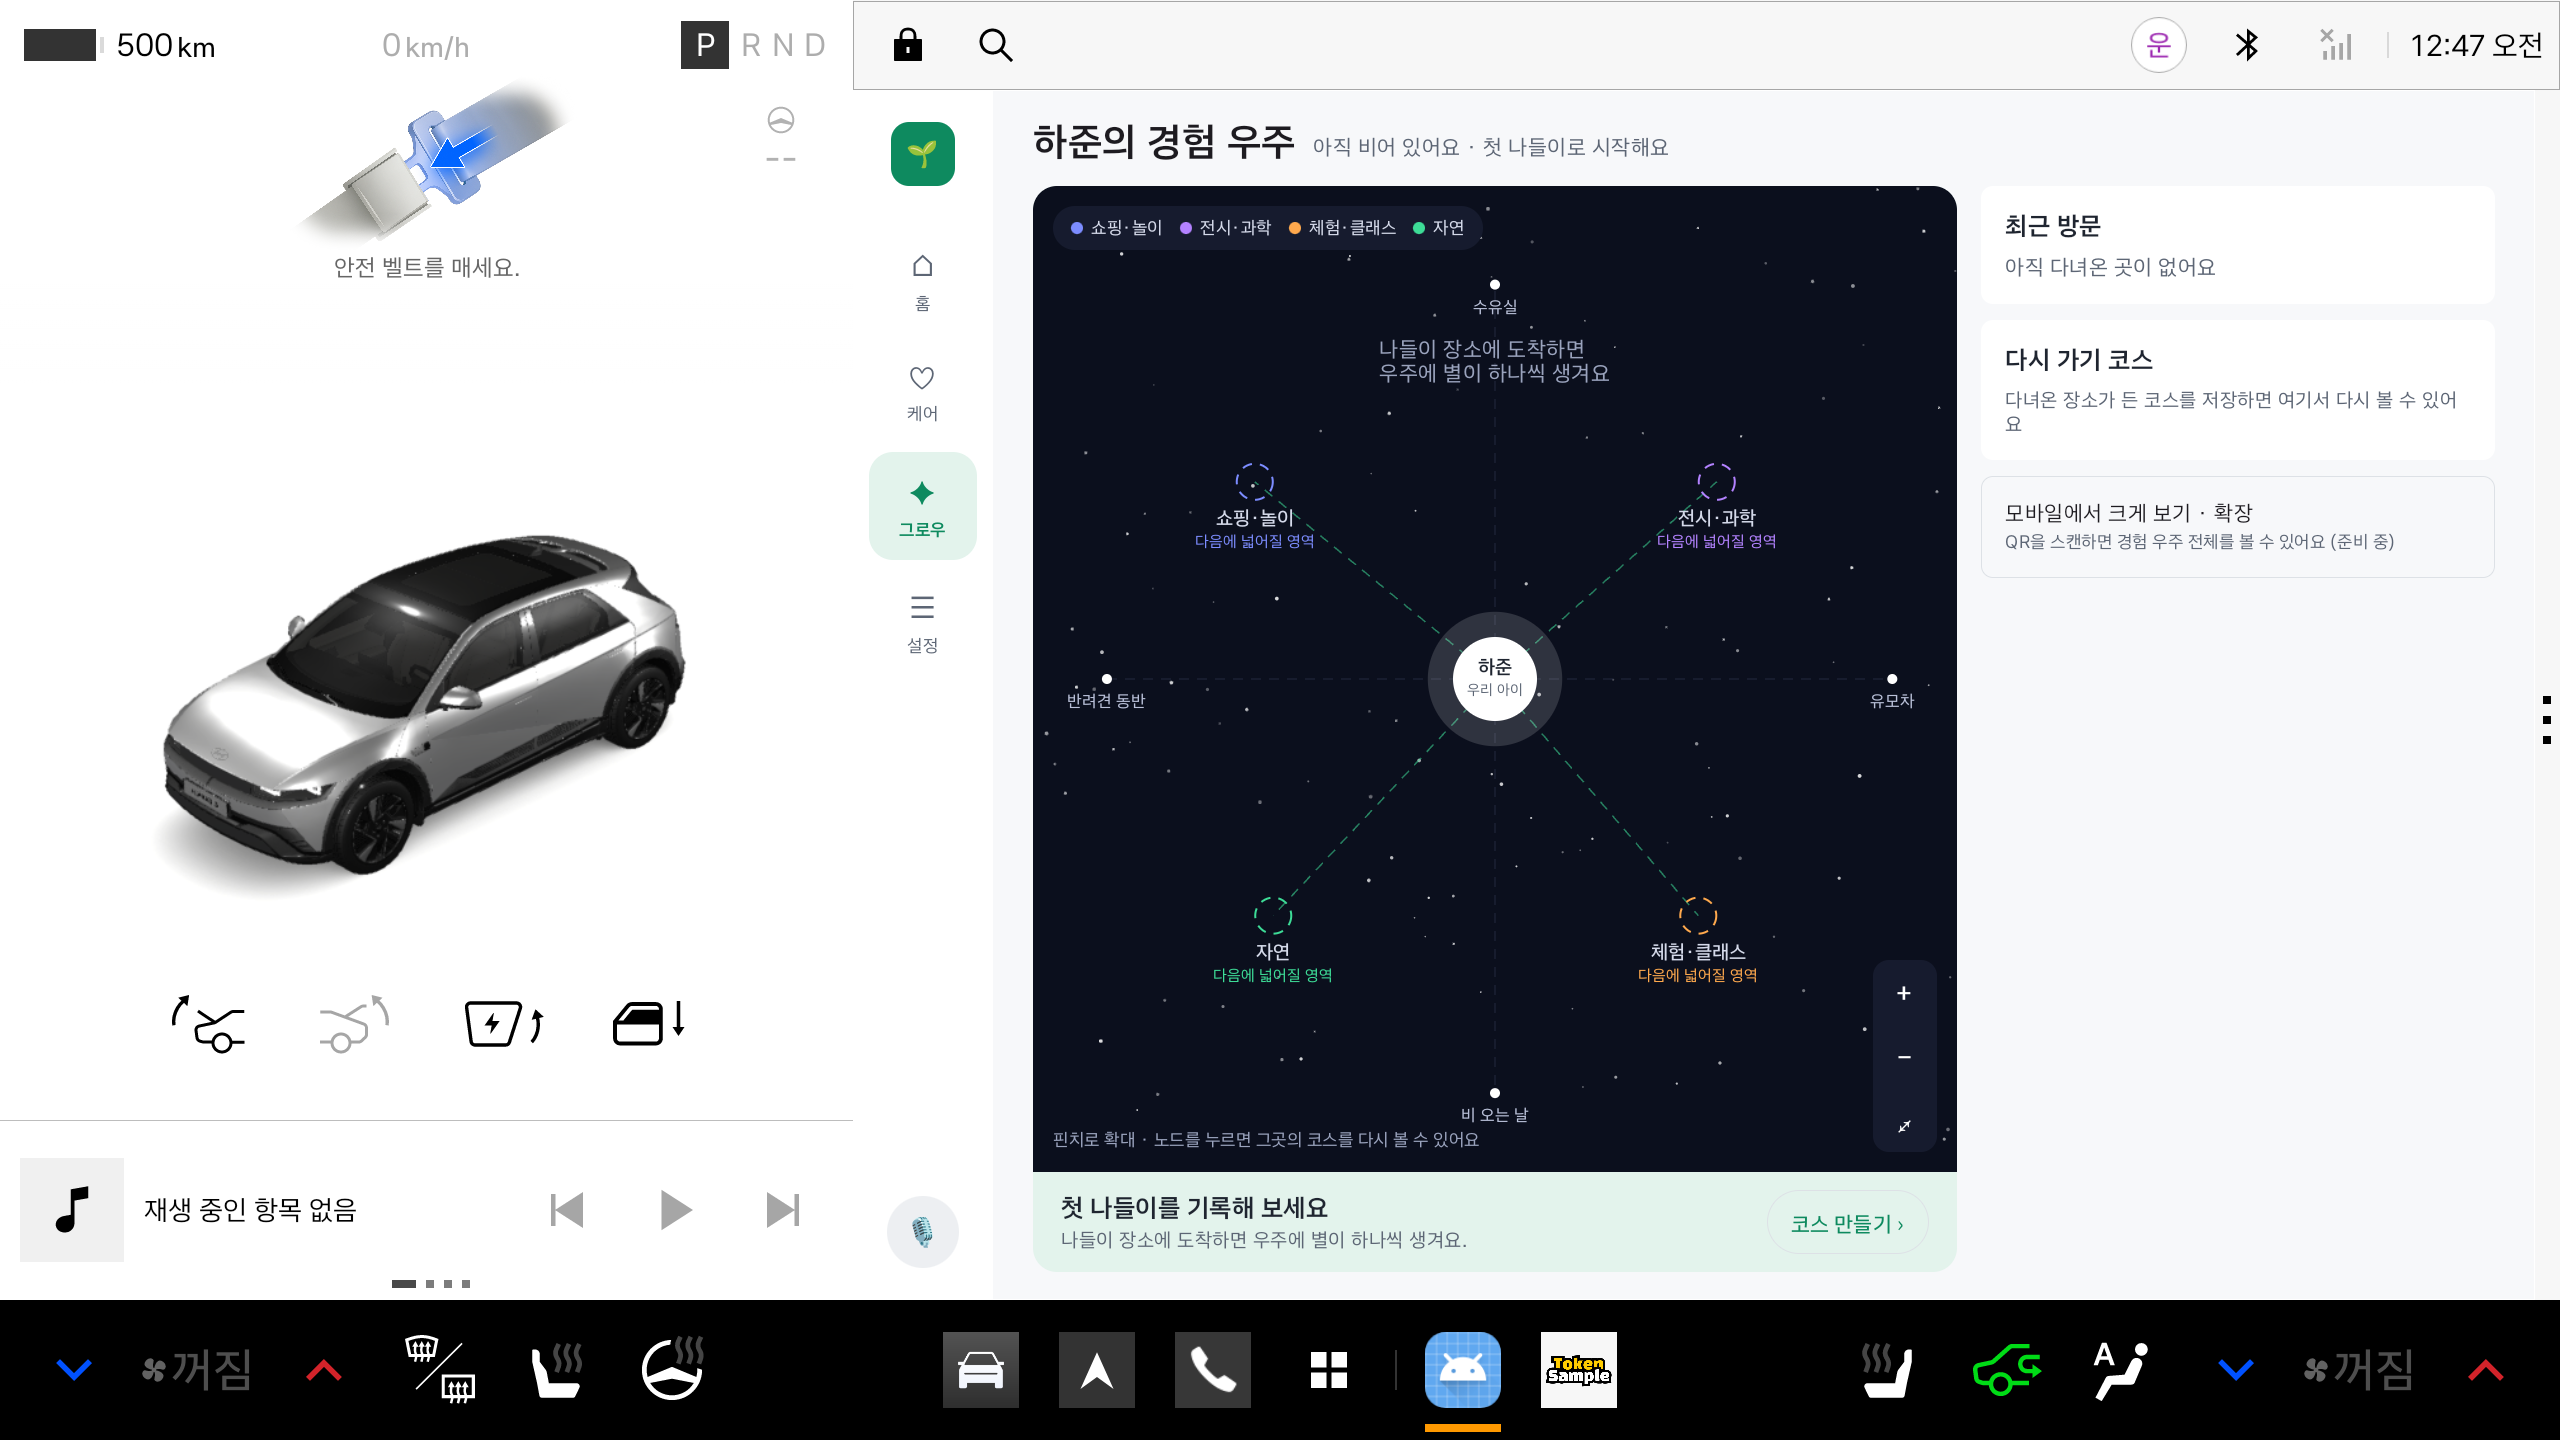 500 km
0 km/h
P R N D
운
12:47 오전
안전 벨트를 매세요.
홈
케어
그로우
설정
하준의 경험 우주
아직 비어 있어요 · 첫 나들이로 시작해요
쇼핑·놀이
전시·과학
체험·클래스
자연
수유실
나들이 장소에 도착하면
우주에 별이 하나씩 생겨요
쇼핑·놀이
다음에 넓어질 영역
전시·과학
다음에 넓어질 영역
하준
우리 아이
반려견 동반
유모차
자연
다음에 넓어질 영역
체험·클래스
다음에 넓어질 영역
비 오는 날
핀치로 확대 · 노드를 누르면 그곳의 코스를 다시 볼 수 있어요
+
−
첫 나들이를 기록해 보세요
나들이 장소에 도착하면 우주에 별이 하나씩 생겨요.
코스 만들기 ›
최근 방문
아직 다녀온 곳이 없어요
다시 가기 코스
다녀온 장소가 든 코스를 저장하면 여기서 다시 볼 수 있어
요
모바일에서 크게 보기 · 확장
QR을 스캔하면 경험 우주 전체를 볼 수 있어요 (준비 중)
재생 중인 항목 없음
꺼짐
Token
Sample
A
꺼짐